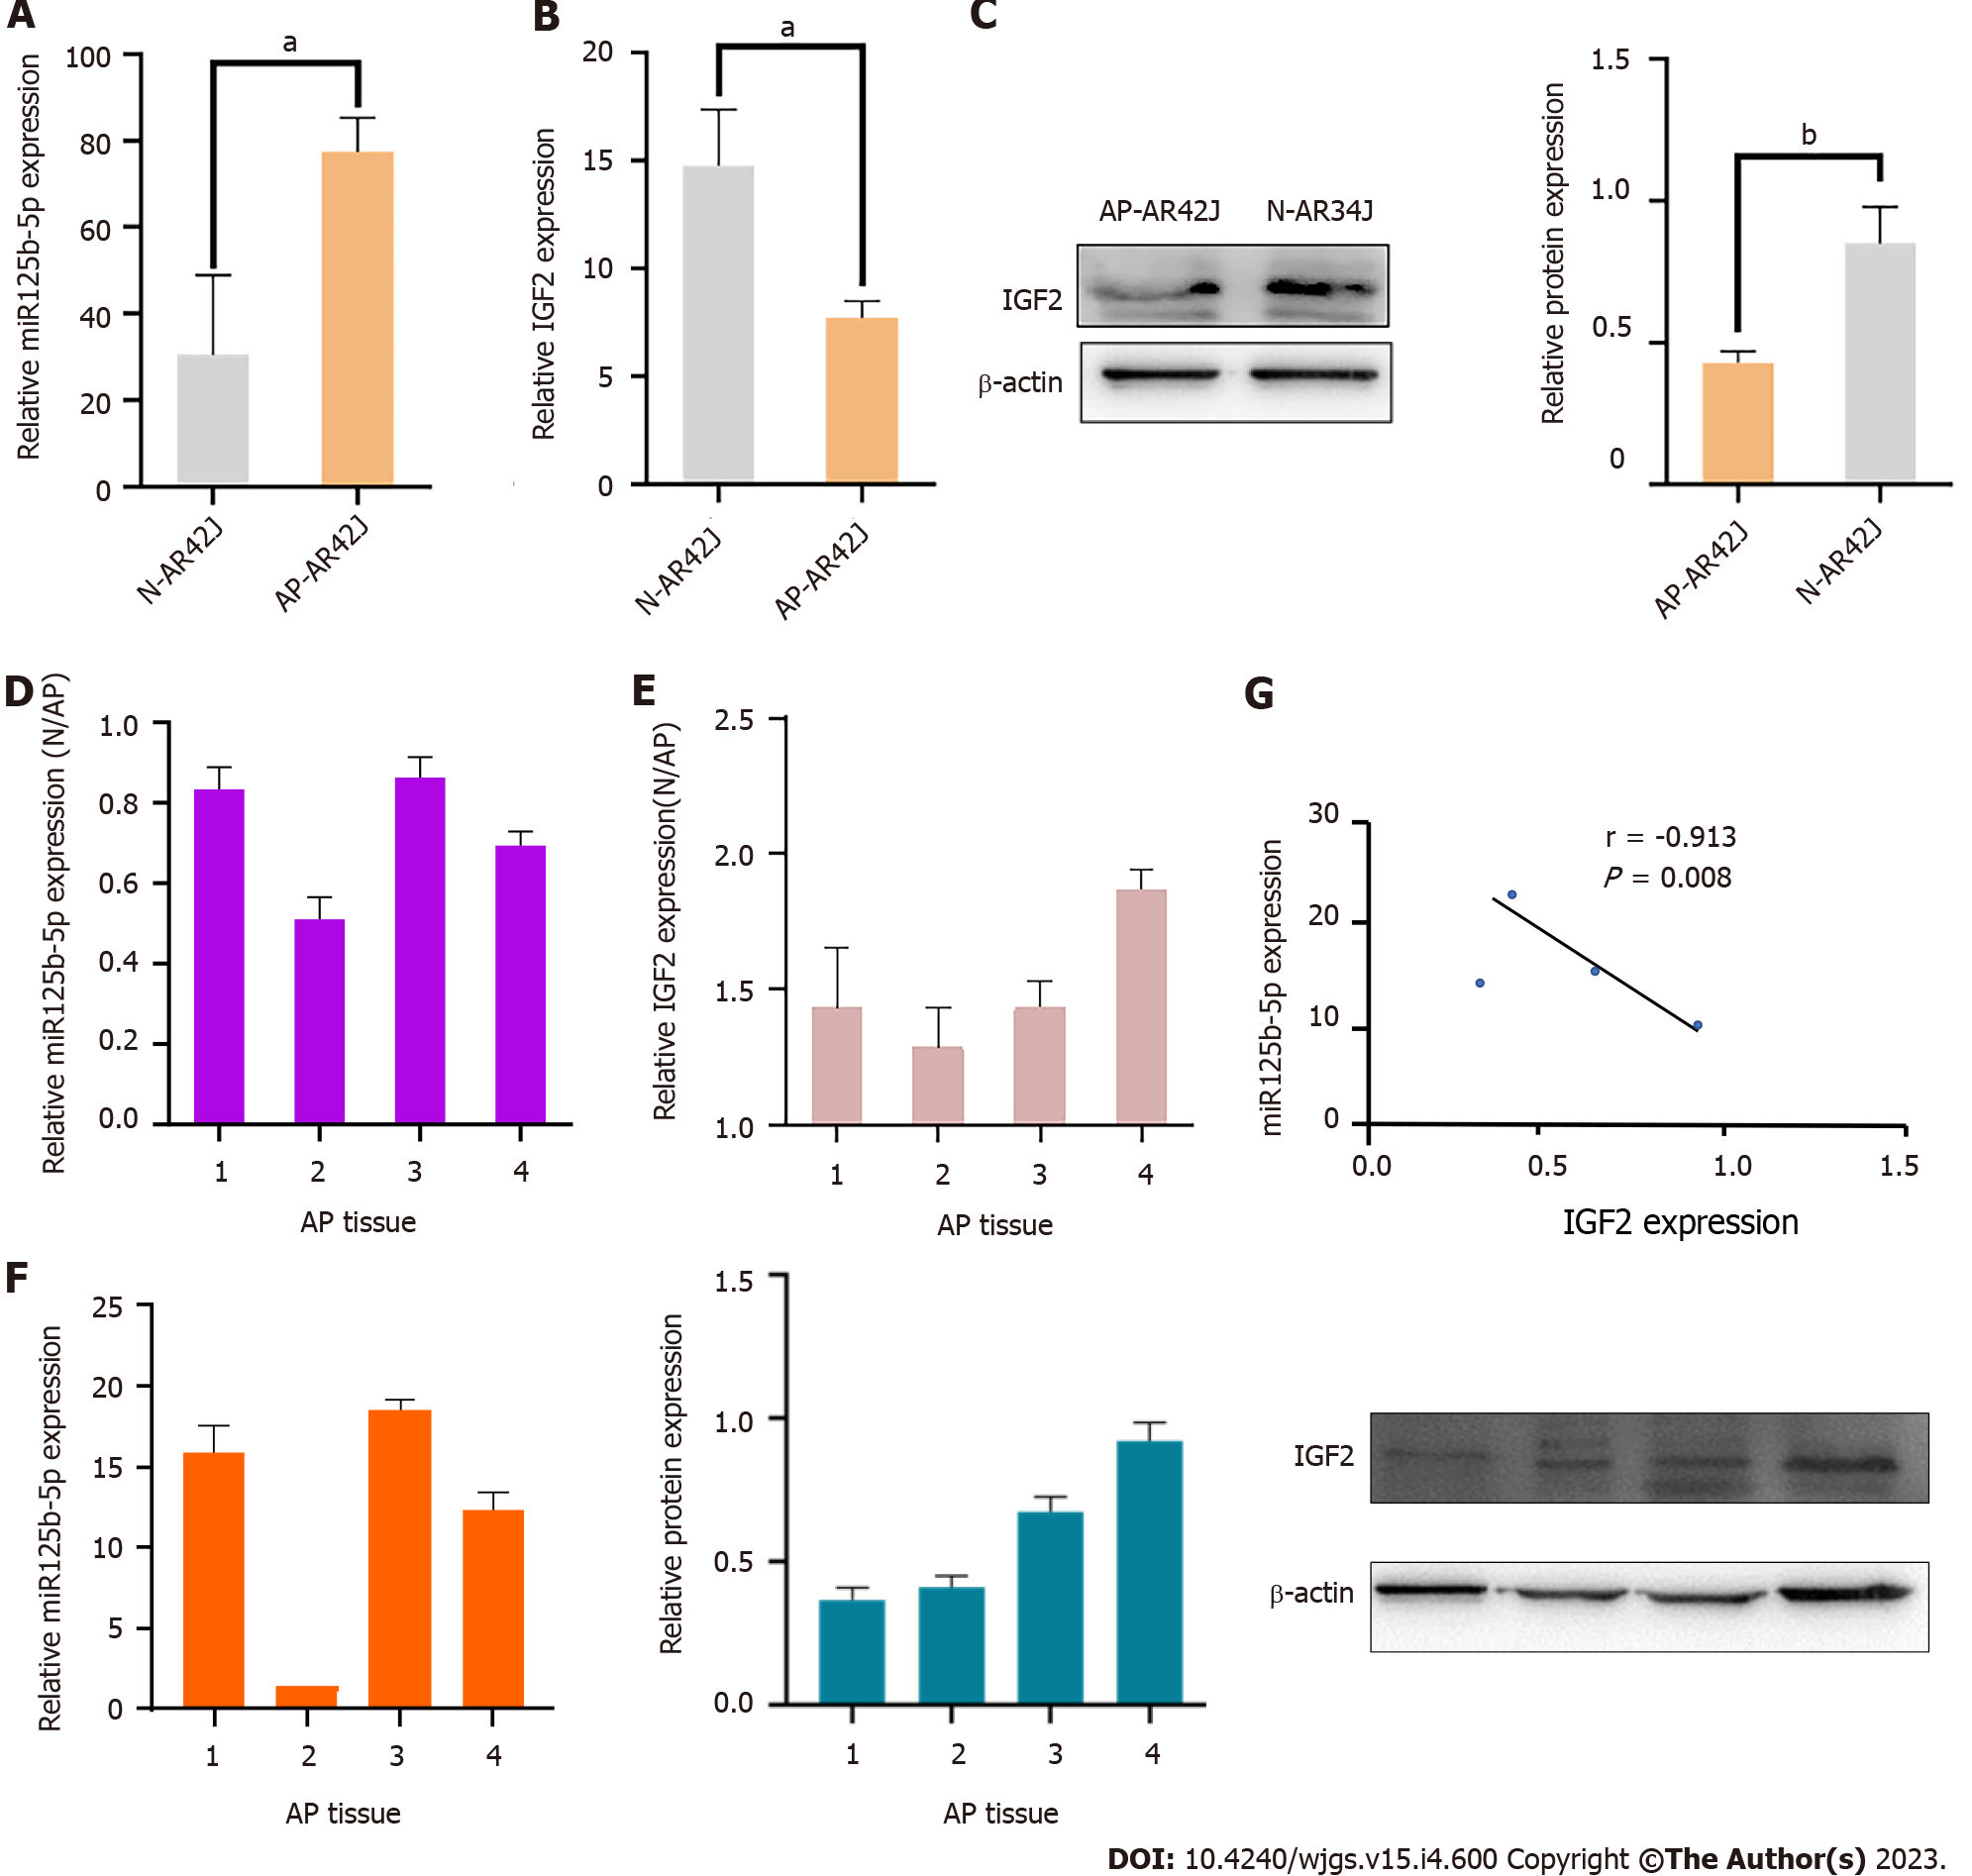 A
Relative miR125b-5p expression
100
80
60
40
20
0
a
N-AR42J
AP-AR42J
B
Relative IGF2 expression
20
15
10
5
0
a
N-AR42J
AP-AR42J
C
AP-AR42J N-AR34J
IGF2
β-actin
Relative protein expression
1.5
1.0
0.5
0
b
AP-AR42J
N-AR42J
D
Relative miR125b-5p expression (N/AP)
1.0
0.8
0.6
0.4
0.2
0.0
1 2 3 4
AP tissue
E
Relative IGF2 expression(N/AP)
2.5
2.0
1.5
1.0
1 2 3 4
AP tissue
G
miR125b-5p expression
30
20
10
0
r = -0.913
P = 0.008
0.0 0.5 1.0 1.5
IGF2 expression
F
Relative miR125b-5p expression
25
20
15
10
5
0
1 2 3 4
AP tissue
Relative protein expression
1.5
1.0
0.5
0.0
1 2 3 4
AP tissue
IGF2
β-actin
DOI: 10.4240/wjgs.v15.i4.600 Copyright ©The Author(s) 2023.